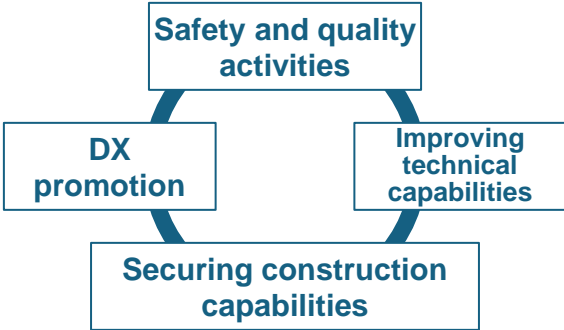 Safety and quality
activities
DX
promotion
Improving
technical
capabilities
Securing construction
capabilities